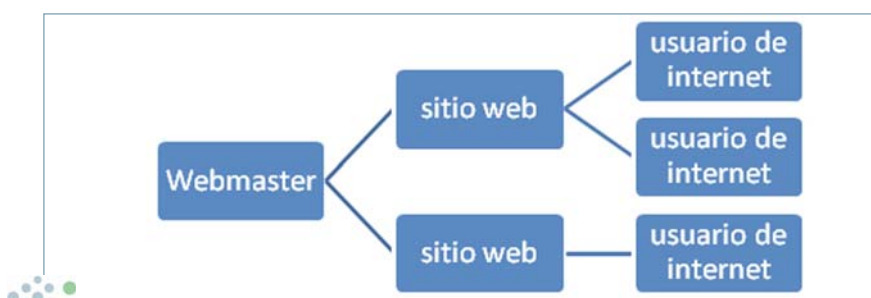 Webmaster
sitio web
usuario de
internet
usuario de
internet
sitio web
usuario de
internet